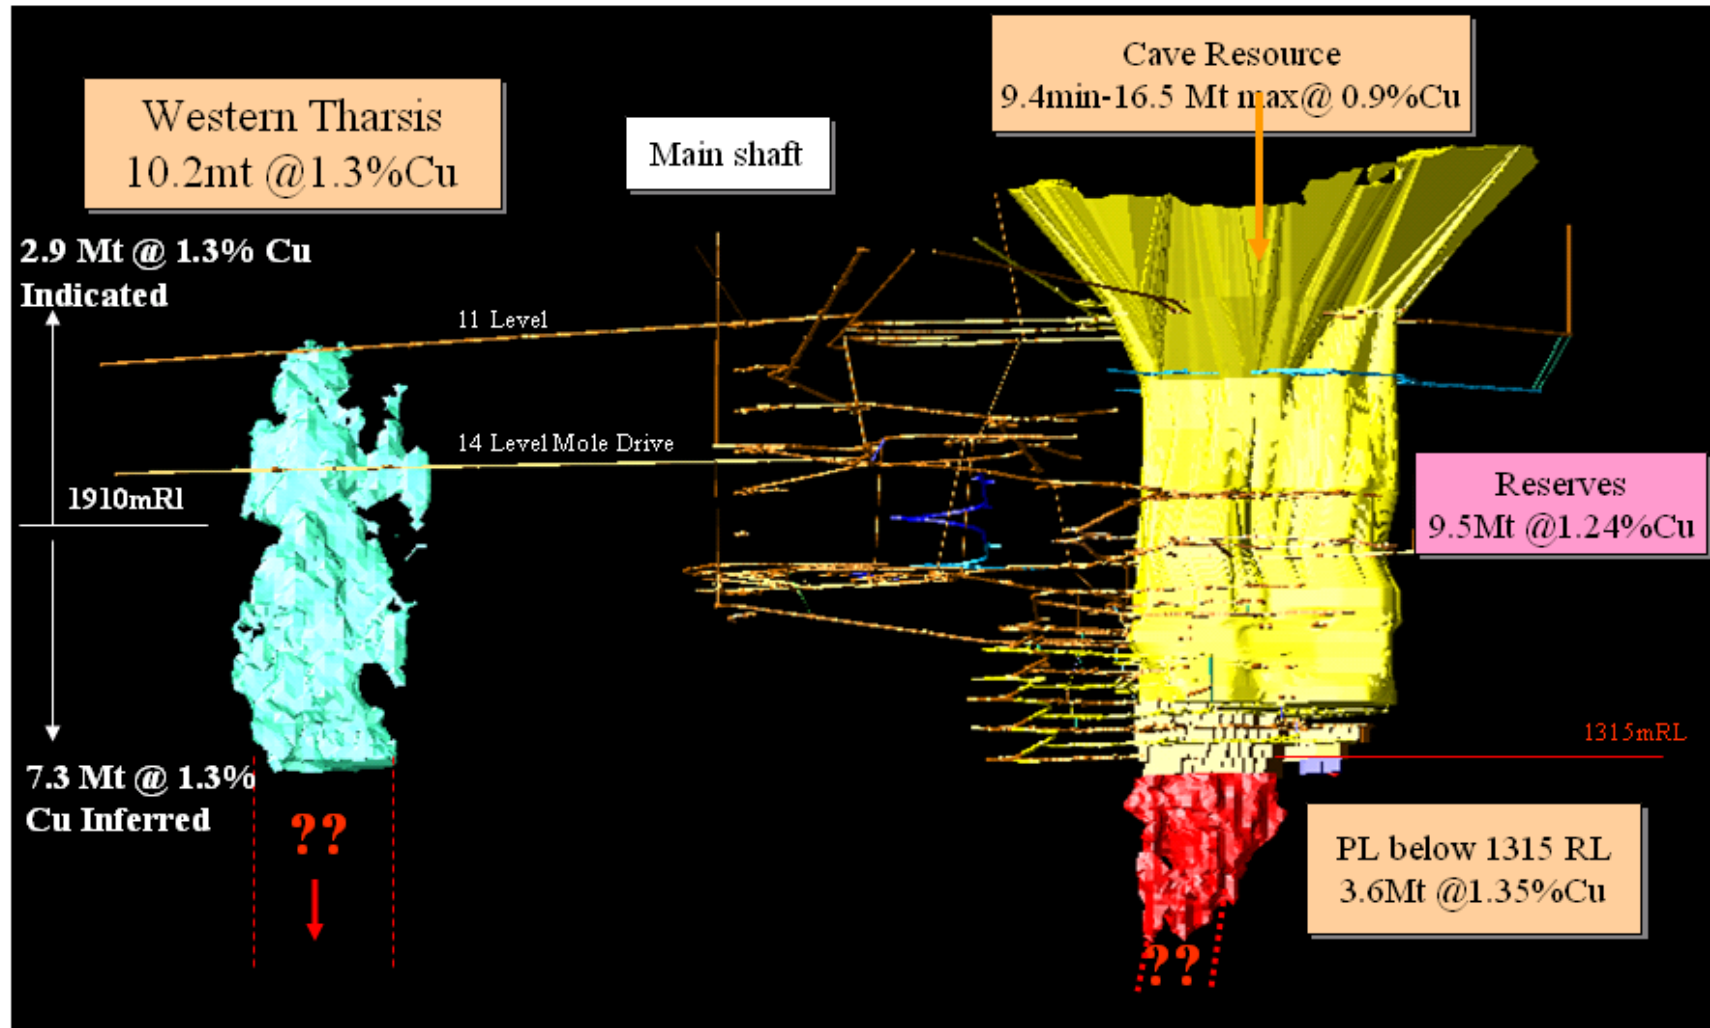 Cave Resource
9.4min-16.5 Mt max@ 0.9%Cu
Western Tharsis
10.2mt @1.3%Cu
Main shaft
2.9 Mt @ 1.3% Cu
Indicated
11 Level
14 Level Mole Drive
1910mRl
Reserves
9.5Mt @1.24%Cu
1315mRL
7.3 Mt @ 1.3%
Cu Inferred
??
PL below 1315 RL
3.6Mt @1.35%Cu
??